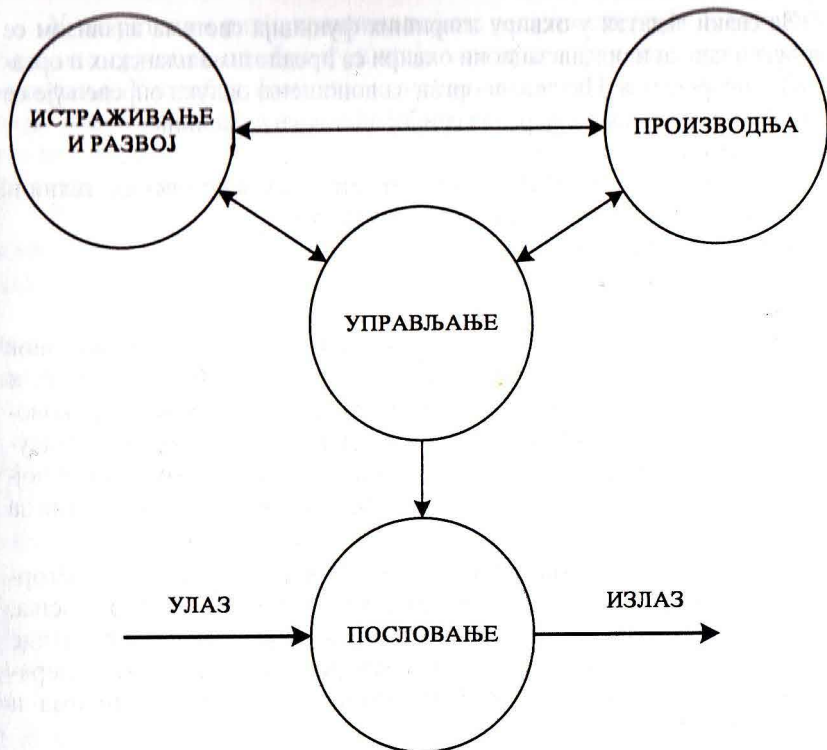 ИСТРАЖИВАЊЕ
И РАЗВОЈ
ПРОИЗВОДЊА
УПРАВЉАЊЕ
УЛАЗ
ПОСЛОВАЊЕ
ИЗЛАЗ